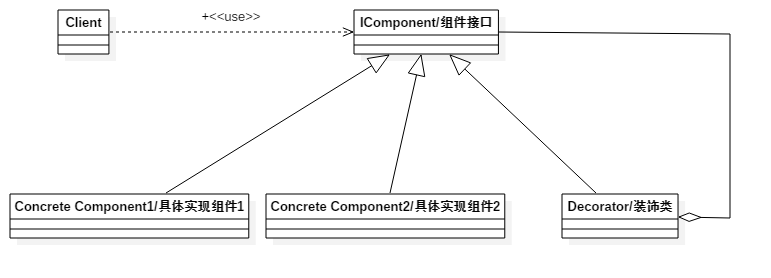 Client
+<<use>>
IComponent/组件接口
Concrete Component1/具体实现组件1
Concrete Component2/具体实现组件2
Decorator/装饰类